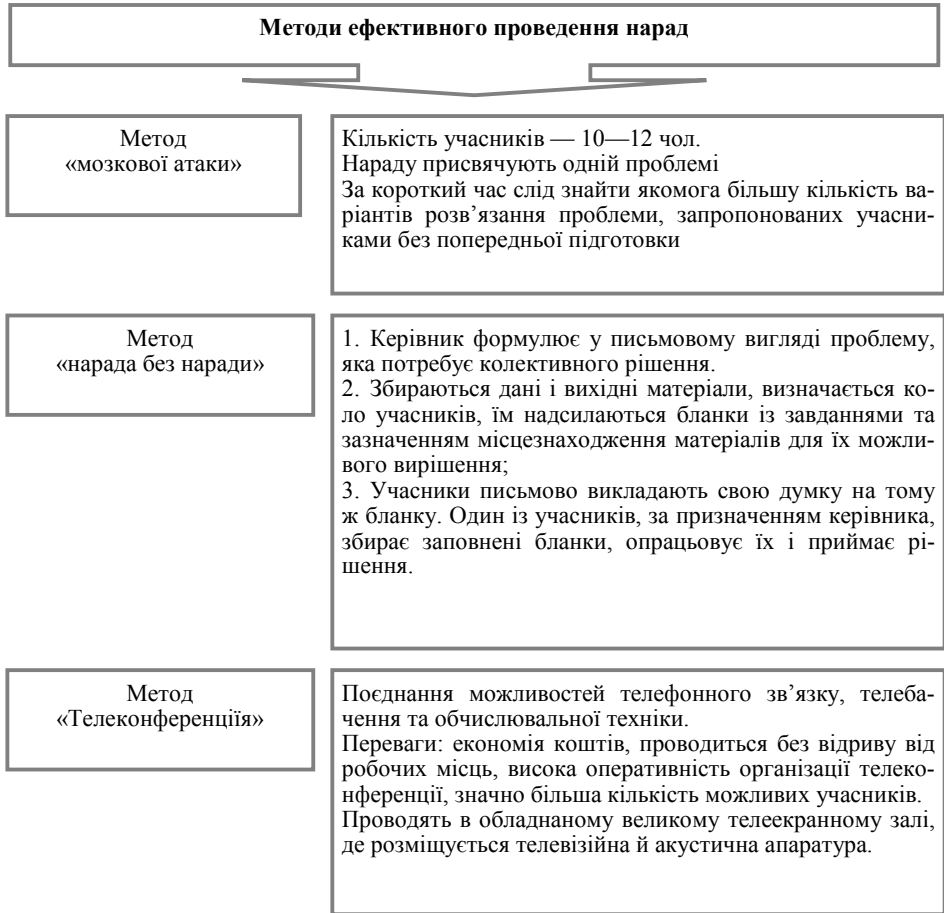 Методи ефективного проведення нарад
Метод
«мозкової атаки»
Кількість учасників — 10—12 чол.
Нараду присвячують одній проблемі
За короткий час слід знайти якомога більшу кількість ва-
ріантів розв’язання проблеми, запропонованих учасни-
ками без попередньої підготовки
Метод
«нарада без наради»
1. Керівник формулює у письмовому вигляді проблему,
яка потребує колективного рішення.
2. Збираються дані і вихідні матеріали, визначається ко-
ло учасників, їм надсилаються бланки із завданнями та
зазначенням місцезнаходження матеріалів для їх можли-
вого вирішення;
3. Учасники письмово викладають свою думку на тому
ж бланку. Один із учасників, за призначенням керівника,
збирає заповнені бланки, опрацьовує їх і приймає рі-
шення.
Метод
«Телеконференціїя»
Поєднання можливостей телефонного зв’язку, телеба-
чення та обчислювальної техніки.
Переваги: економія коштів, проводиться без відриву від
робочих місць, висока оперативність організації телеко-
нференції, значно більша кількість можливих учасників.
Проводять в обладнаному великому телеекранному залі,
де розміщується телевізійна й акустична апаратура.